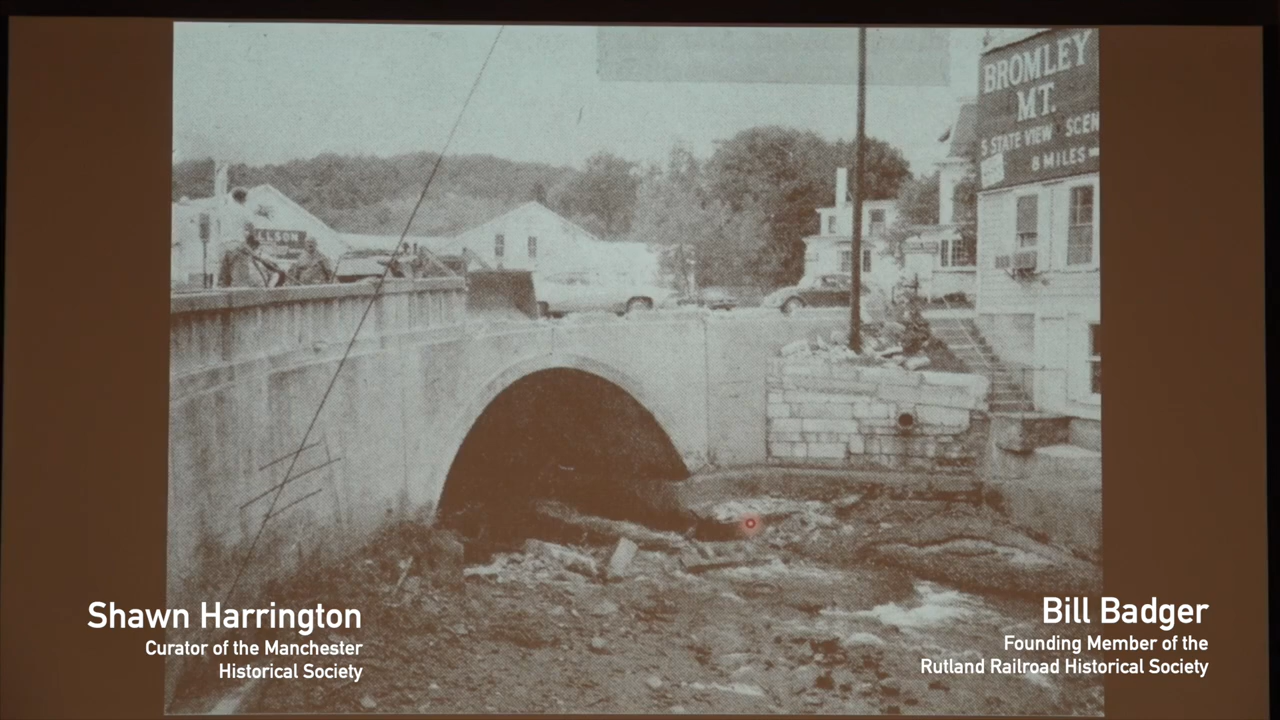 BROMLEY
MT.
5 STATE VIEW SCEN
8 MILES
LLSON
Shawn Harrington
Curator of the Manchester
Historical Society
Bill Badger
Founding Member of the
Rutland Railroad Historical Society